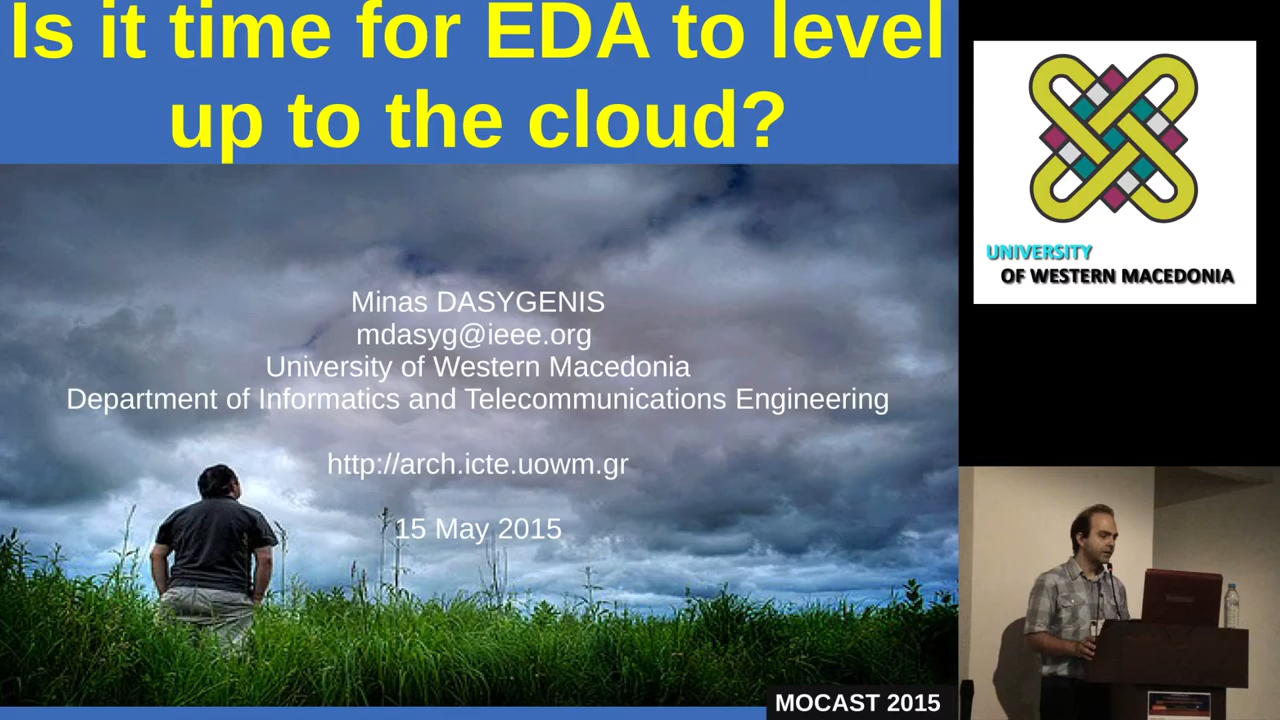 Is it time for EDA to level
up to the cloud?
Minas DASYGENIS
mdasyg@ieee.org
University of Western Macedonia
Department of Informatics and Telecommunications Engineering
http://arch.icte.uowm.gr
15 May 2015
MOCAST 2015
UNIVERSITY
OF WESTERN MACEDONIA